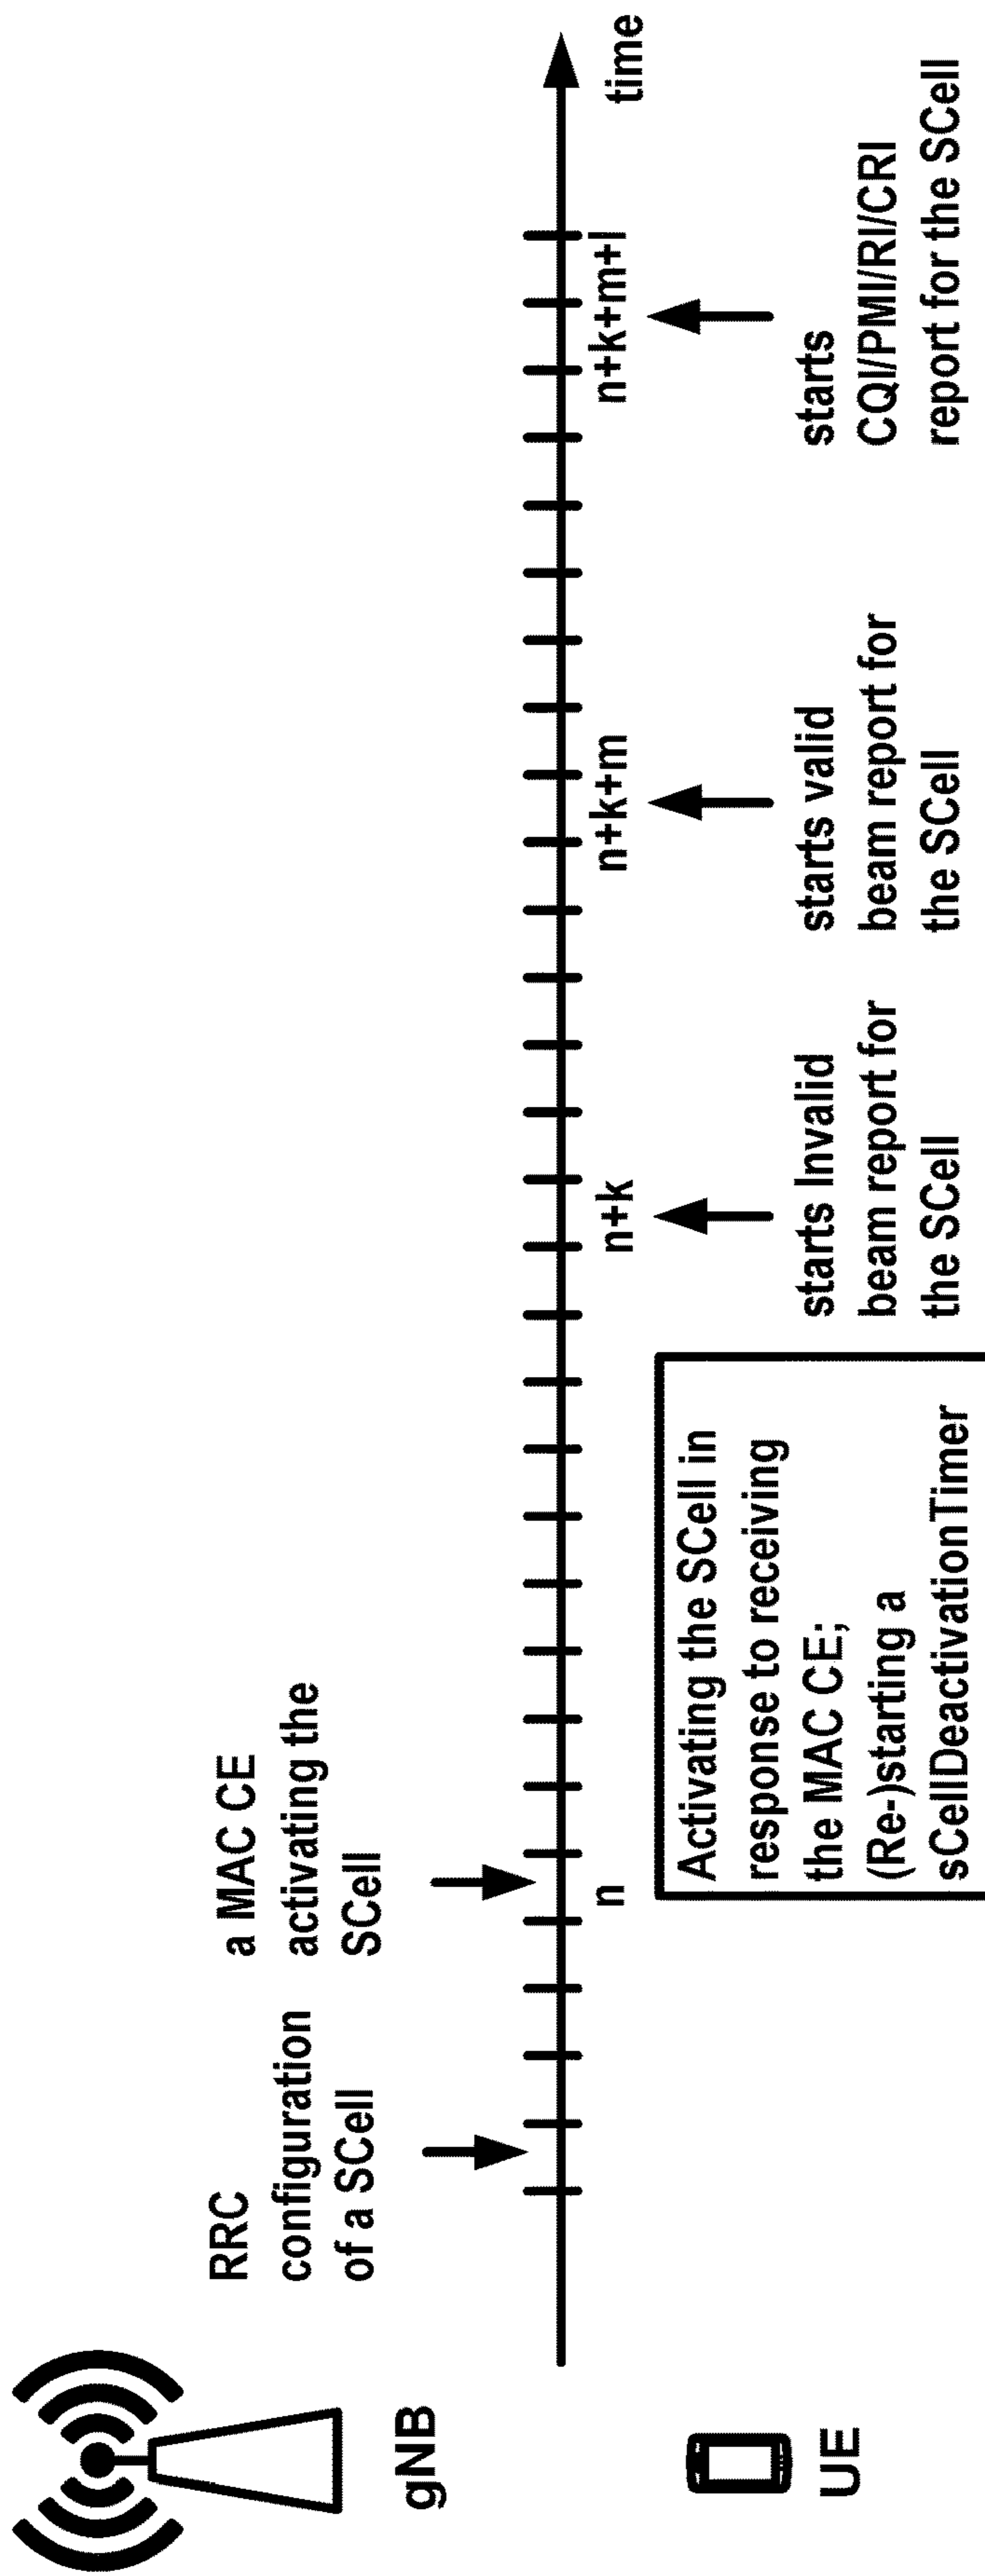 gNB
RRC
configuration
of a SCell
a MAC CE
activating the
SCell
n
n+k
n+k+m
n+k+m+l
time
UE
Activating the SCell in
response to receiving
the MAC CE;
(Re-)starting a
sCellDeactivationTimer
starts Invalid
beam report for
the SCell
starts valid
beam report for
the SCell
starts
CQI/PMI/RI/CRI
report for the SCell